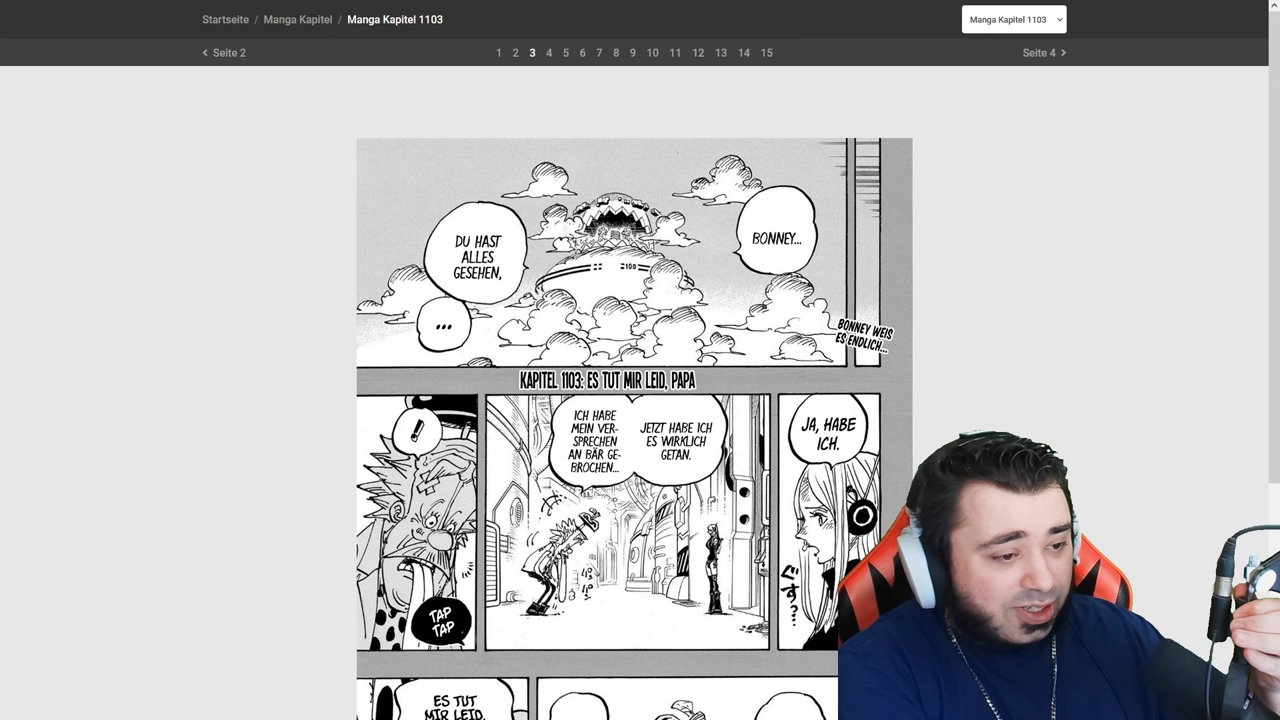 Startseite / Manga Kapitel / Manga Kapitel 1103
Manga Kapitel 1103
Seite 2
1 2 3 4 5 6 7 8 9 10 11 12 13 14 15
Seite 4
BONNEY...
DU HAST
ALLES
GESEHEN,
...
BONNEY WEIS
ES ENDLICH...
KAPITEL 1103: ES TUT MIR LEID, PAPA
JA, HABE
ICH.
ぐす?...
JETZT HABE ICH
ES WIRKLICH
GETAN.
ICH HABE
MEIN VER-
SPRECHEN
AN BÄR GE-
BROCHEN...
!
TAP
TAP
ES TUT
MIR LEID,
100